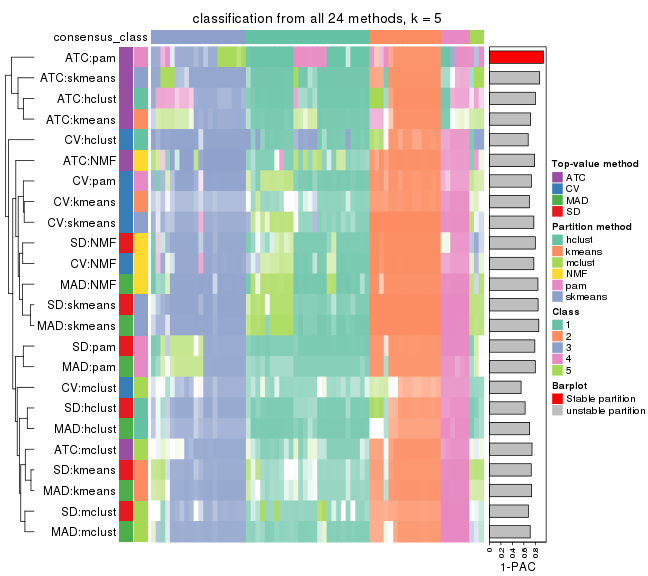 classification from all 24 methods, k = 5
consensus_class
ATC:pam
ATC:skmeans
ATC:hclust
ATC:kmeans
CV:hclust
ATC:NMF
CV:pam
CV:kmeans
CV:skmeans
SD:NMF
CV:NMF
MAD:NMF
SD:skmeans
MAD:skmeans
SD:pam
MAD:pam
CV:mclust
SD:hclust
MAD:hclust
ATC:mclust
SD:kmeans
MAD:kmeans
SD:mclust
MAD:mclust
0
0.2
0.4
0.6
0.8
1-PAC
Top-value method
ATC
CV
MAD
SD
Partition method
hclust
kmeans
mclust
NMF
pam
skmeans
Class
1
2
3
4
5
Barplot
Stable partition
unstable partition